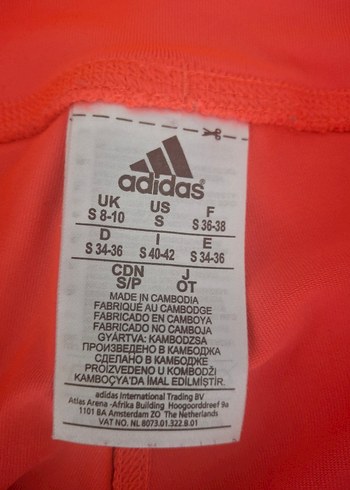 adidas
UK US F
S 8-10 S S 36-38
D I E
S 34-36 S 40-42 S 34-36
CDN J
S/P OT
MADE IN CAMBODIA
FABRIQUÉ AU CAMBODGE
FABRICADO EN CAMBOYA
FABRICADO NO CAMBOJA
GYÁRTVA: KAMBODZSA
ПРОИЗВЕДЕНО В КАМБОДЖА
СДЕЛАНО В КАМБОДЖЕ
PROIZVEDENO U KOMBODŽI
KAMBOÇYA'DA İMAL EDİLMİŞTİR.
adidas International Trading BV
Atlas Arena -Afrika Building Hoogoorddreef 9a
1101 BA Amsterdam ZO The Netherlands
VAT NO. NL 8073.01.322.B.01